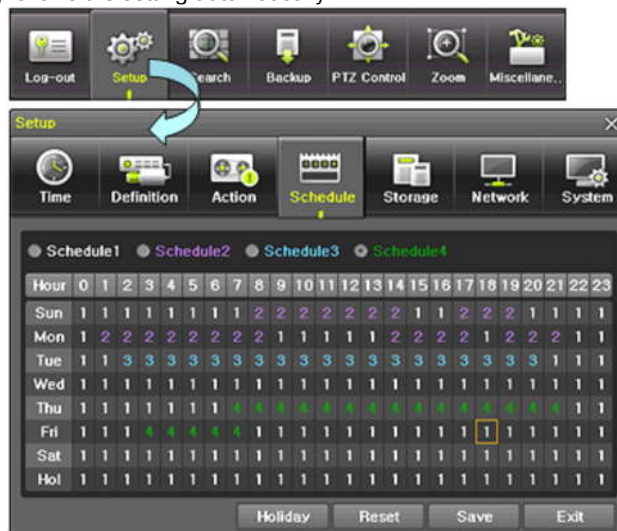 Log-out Setup Search Backup PTZ Control Zoom Miscellane..
Setup
Time Definition Action Schedule Storage Network System
Schedule1 Schedule2 Schedule3 Schedule4
Hour 0 1 2 3 4 5 6 7 8 9 10 11 12 13 14 15 16 17 18 19 20 21 22 23
Sun 1 1 1 1 1 1 1 1 2 2 2 2 2 2 2 1 1 2 2 2 1 1 1 1
Mon 1 2 2 2 2 2 2 2 2 1 1 1 1 1 2 2 2 2 1 2 2 2 1 1
Tue 1 1 3 3 3 3 3 3 3 3 3 3 3 3 3 3 3 3 3 3 3 1 1 1
Wed 1 1 1 1 1 1 1 1 1 1 1 1 1 1 1 1 1 1 1 1 1 1 1 1
Thu 1 1 1 1 1 1 1 4 4 4 4 4 4 4 4 4 4 4 4 4 4 4 1 1
Fri 1 1 1 4 4 4 4 4 1 1 1 1 1 1 1 1 1 1 1 1 1 1 1 1
Sat 1 1 1 1 1 1 1 1 1 1 1 1 1 1 1 1 1 1 1 1 1 1 1 1
Hol 1 1 1 1 1 1 1 1 1 1 1 1 1 1 1 1 1 1 1 1 1 1 1 1
Holiday Reset Save Exit